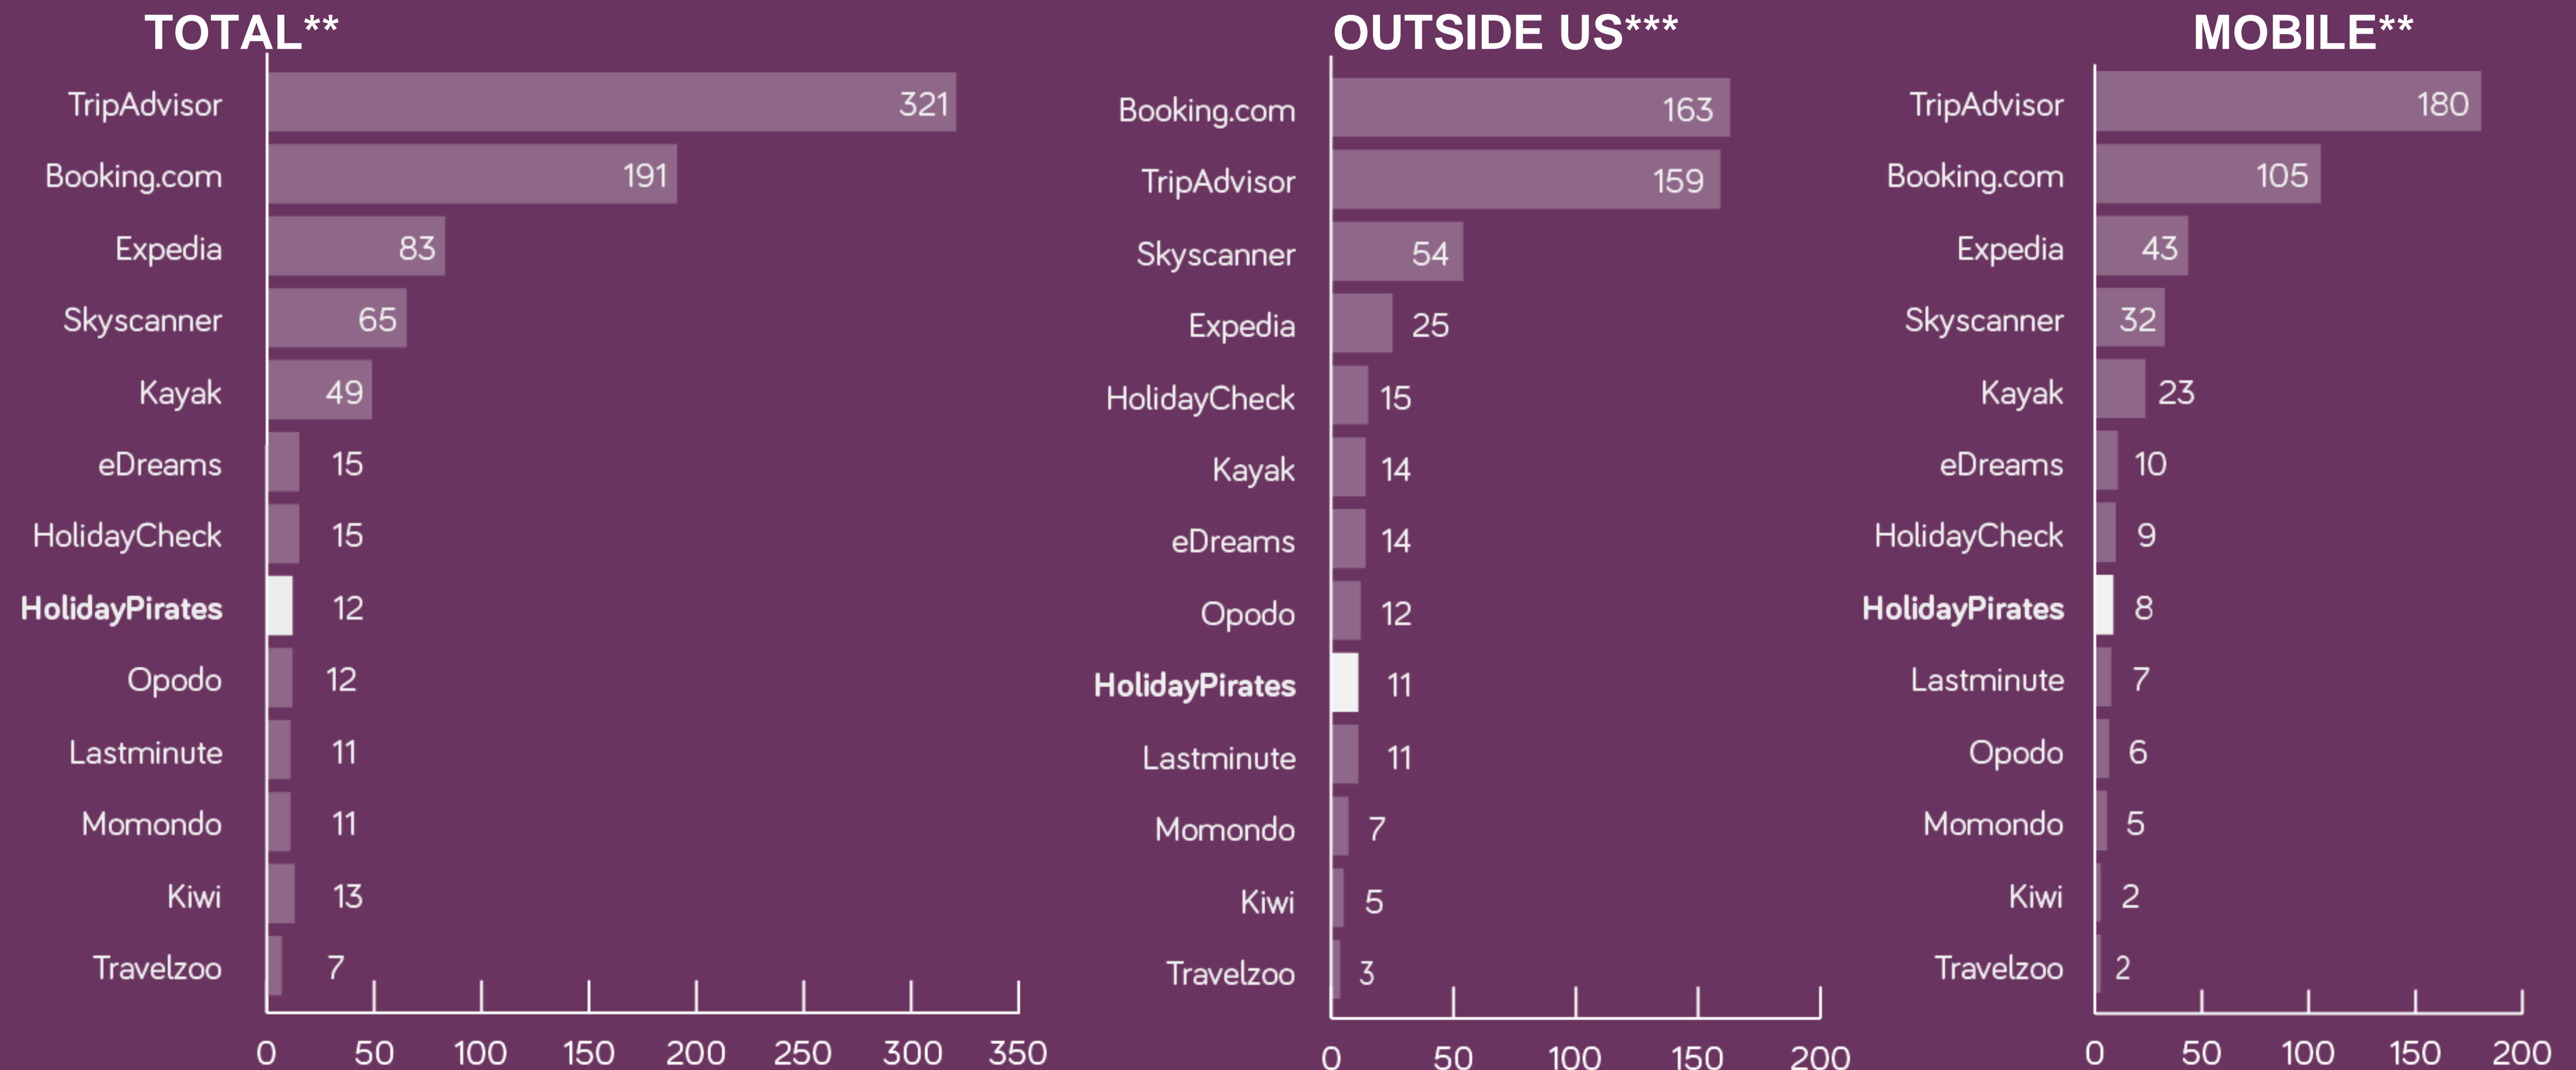 TOTAL**
TripAdvisor 321
Booking.com 191
Expedia 83
Skyscanner 65
Kayak 49
eDreams 15
HolidayCheck 15
HolidayPirates 12
Opodo 12
Lastminute 11
Momondo 11
Kiwi 13
Travelzoo 7
0 50 100 150 200 250 300 350
OUTSIDE US***
Booking.com 163
TripAdvisor 159
Skyscanner 54
Expedia 25
HolidayCheck 15
Kayak 14
eDreams 14
Opodo 12
HolidayPirates 11
Lastminute 11
Momondo 7
Kiwi 5
Travelzoo 3
0 50 100 150 200
MOBILE**
TripAdvisor 180
Booking.com 105
Expedia 43
Skyscanner 32
Kayak 23
eDreams 10
HolidayCheck 9
HolidayPirates 8
Lastminute 7
Opodo 6
Momondo 5
Kiwi 2
Travelzoo 2
0 50 100 150 200